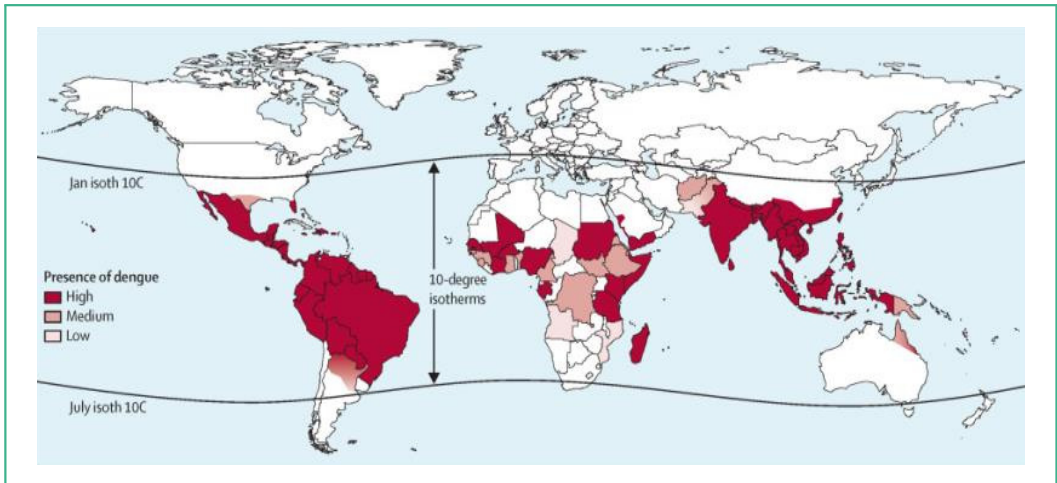 Jan isoth 10C
10-degree
isotherms
Presence of dengue
High
Medium
Low
July isoth 10C